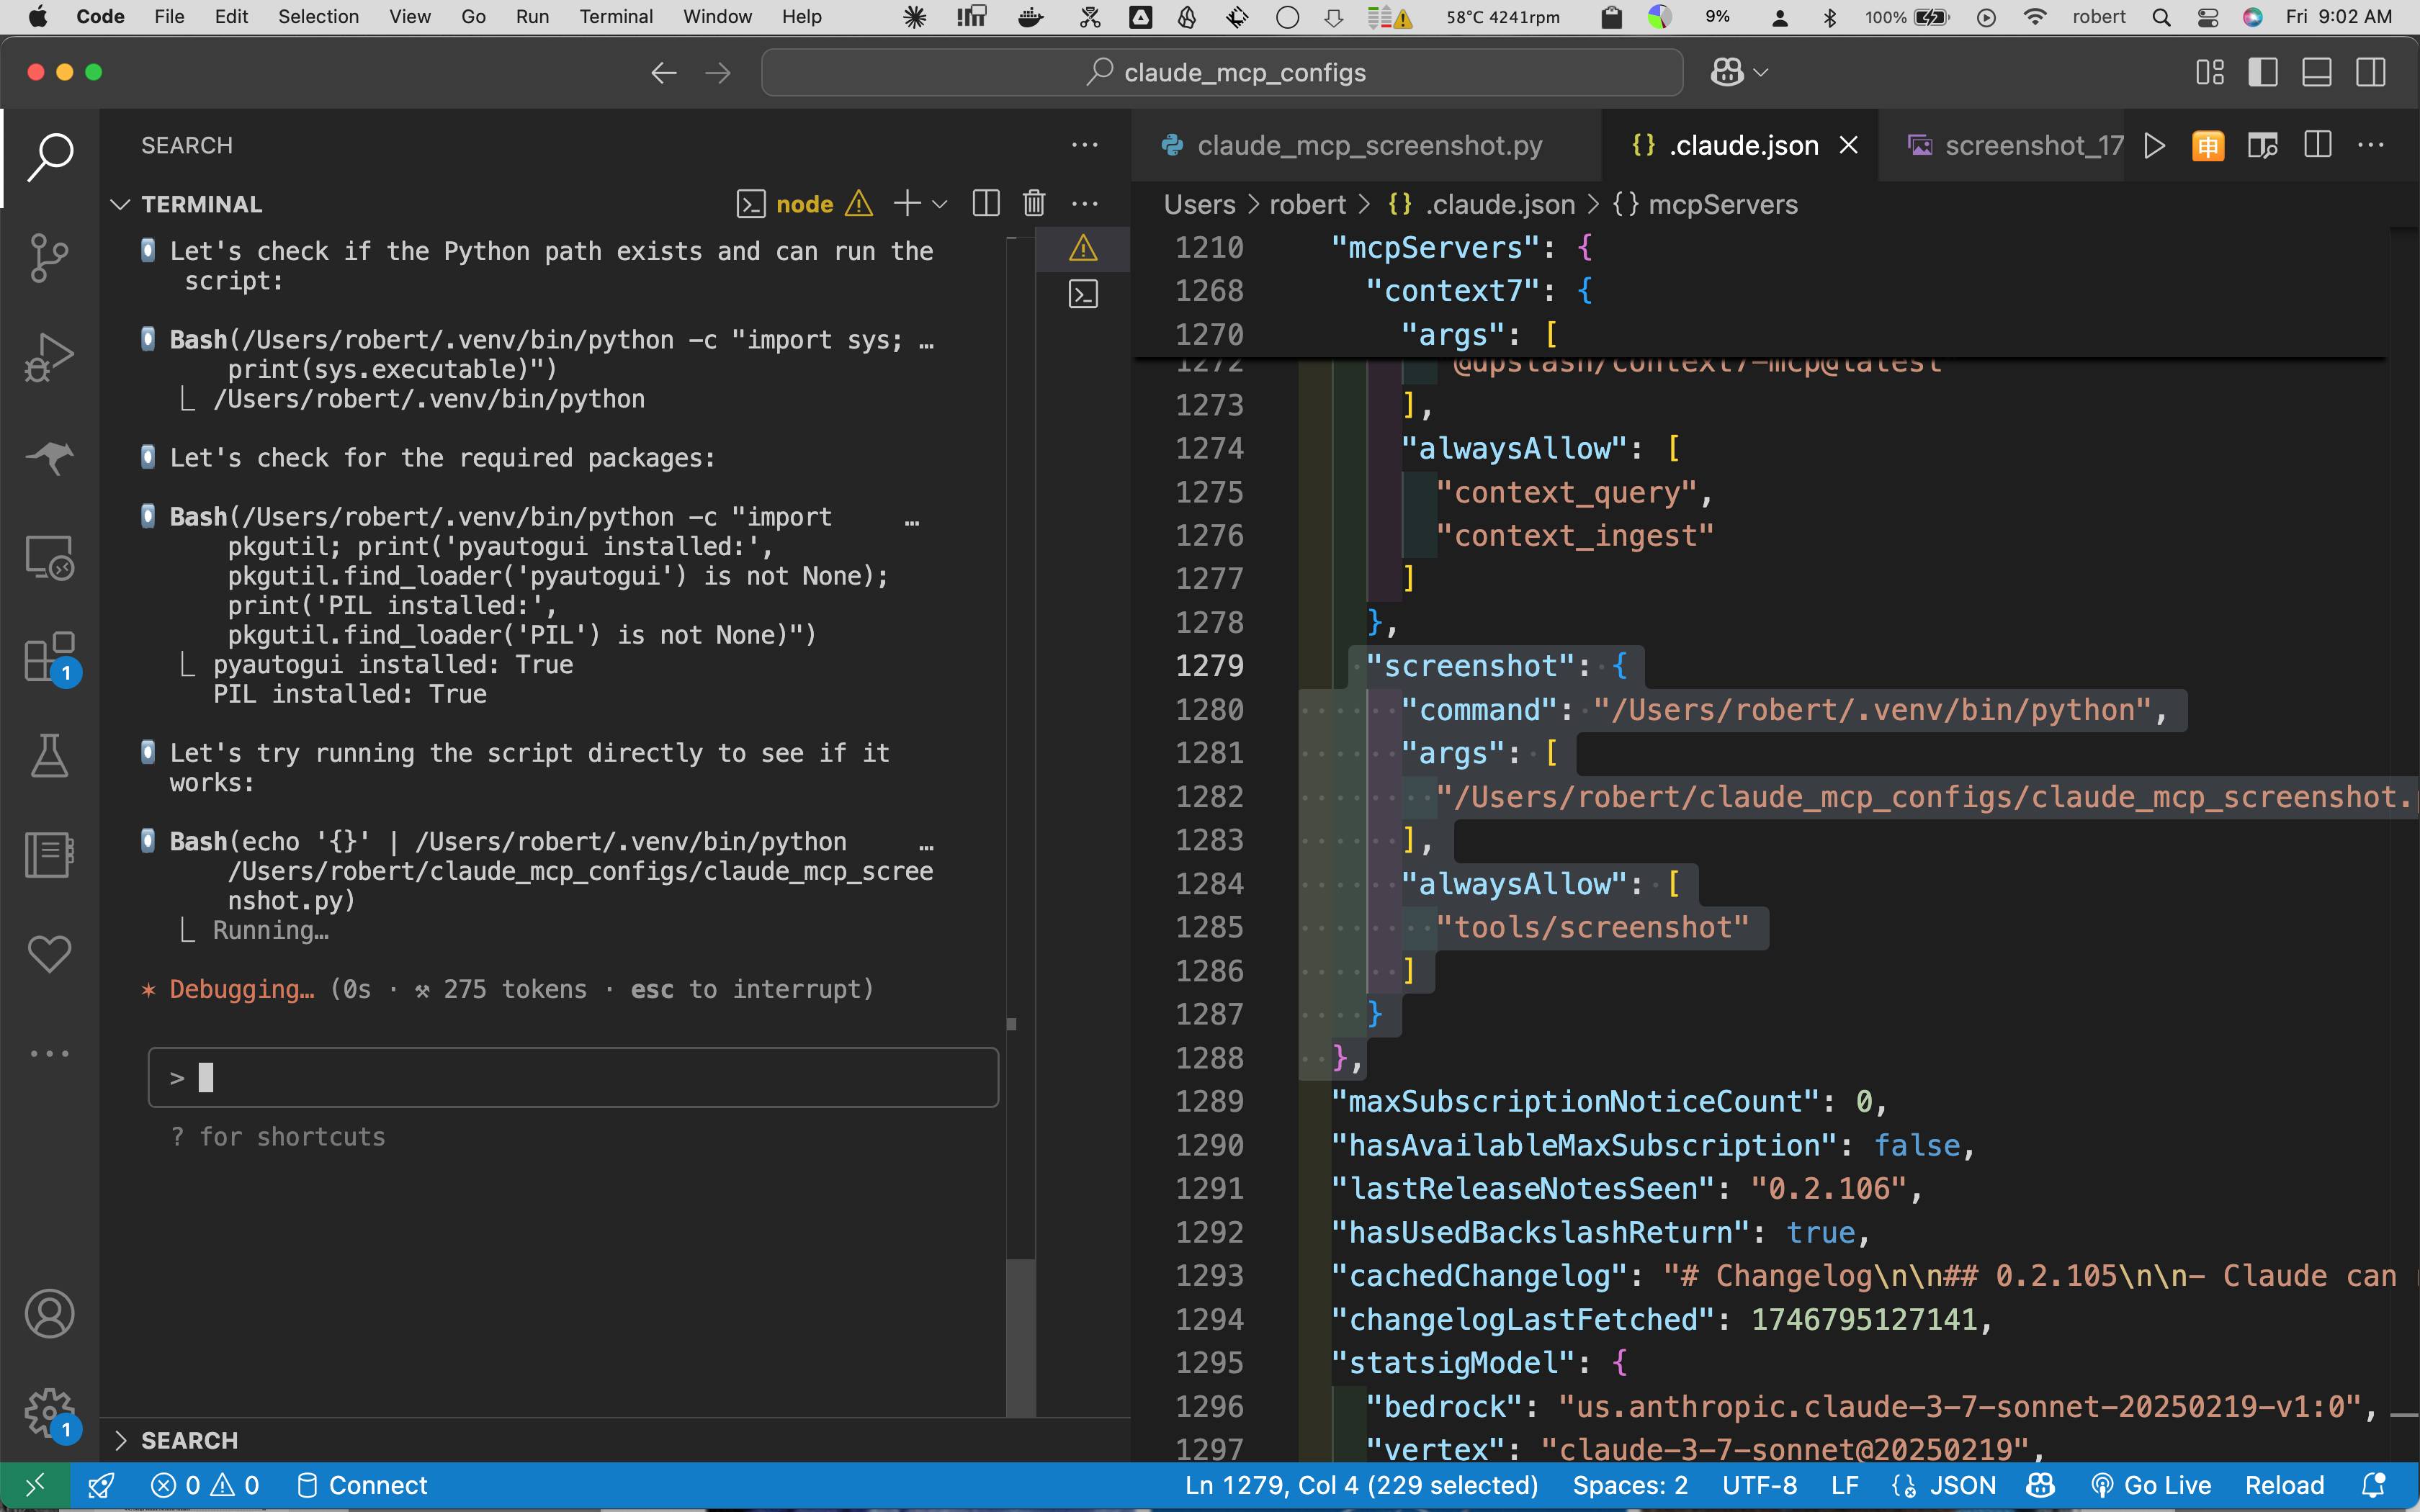 Code File Edit Selection View Go Run Terminal Window Help 58°C 4241rpm 9% 100% robert Fri 9:02 AM
claude_mcp_configs
SEARCH
TERMINAL
node
Let's check if the Python path exists and can run the
script:
Bash(/Users/robert/.venv/bin/python -c "import sys; …
print(sys.executable)")
/Users/robert/.venv/bin/python
Let's check for the required packages:
Bash(/Users/robert/.venv/bin/python -c "import …
pkgutil; print('pyautogui installed:',
pkgutil.find_loader('pyautogui') is not None);
print('PIL installed:',
pkgutil.find_loader('PIL') is not None)")
pyautogui installed: True
PIL installed: True
Let's try running the script directly to see if it
works:
Bash(echo '{}' | /Users/robert/.venv/bin/python …
/Users/robert/claude_mcp_configs/claude_mcp_scree
nshot.py)
Running…
Debugging… (0s · ⚒ 275 tokens · esc to interrupt)
>
? for shortcuts
SEARCH
1
1
claude_mcp_screenshot.py {} .claude.json screenshot_17
Users > robert > {} .claude.json > {} mcpServers
1210 "mcpServers": {
1268 "context7": {
1270 "args": [
1272 @upstash/context7-mcp@latest
1273 ],
1274 "alwaysAllow": [
1275 "context_query",
1276 "context_ingest"
1277 ]
1278 },
1279 "screenshot": {
1280 "command": "/Users/robert/.venv/bin/python",
1281 "args": [
1282 "/Users/robert/claude_mcp_configs/claude_mcp_screenshot.
1283 ],
1284 "alwaysAllow": [
1285 "tools/screenshot"
1286 ]
1287 }
1288 },
1289 "maxSubscriptionNoticeCount": 0,
1290 "hasAvailableMaxSubscription": false,
1291 "lastReleaseNotesSeen": "0.2.106",
1292 "hasUsedBackslashReturn": true,
1293 "cachedChangelog": "# Changelog\n\n## 0.2.105\n\n- Claude can
1294 "changelogLastFetched": 1746795127141,
1295 "statsigModel": {
1296 "bedrock": "us.anthropic.claude-3-7-sonnet-20250219-v1:0",
1297 "vertex": "claude-3-7-sonnet@20250219",
0 0 Connect Ln 1279, Col 4 (229 selected) Spaces: 2 UTF-8 LF JSON Go Live Reload